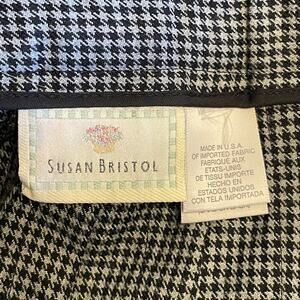 SUSAN BRISTOL
MADE IN U.S.A.
OF IMPORTED FABRIC
FABRIQUE AUX
ETATS-UNIS
DE TISSU IMPORTE
HECHO EN
ESTADOS UNIDOS
CON TELA IMPORTADA